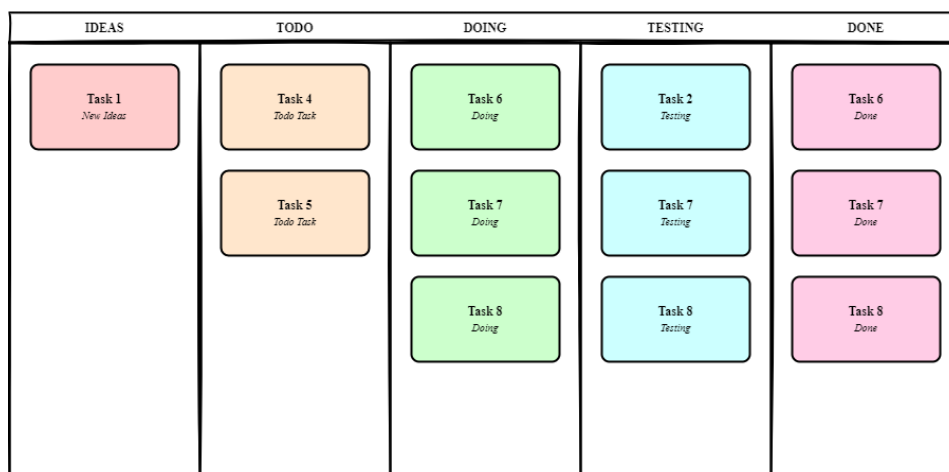 IDEAS
TODO
DOING
TESTING
DONE
Task 1
New Ideas
Task 4
Todo Task
Task 5
Todo Task
Task 6
Doing
Task 7
Doing
Task 8
Doing
Task 2
Testing
Task 7
Testing
Task 8
Testing
Task 6
Done
Task 7
Done
Task 8
Done